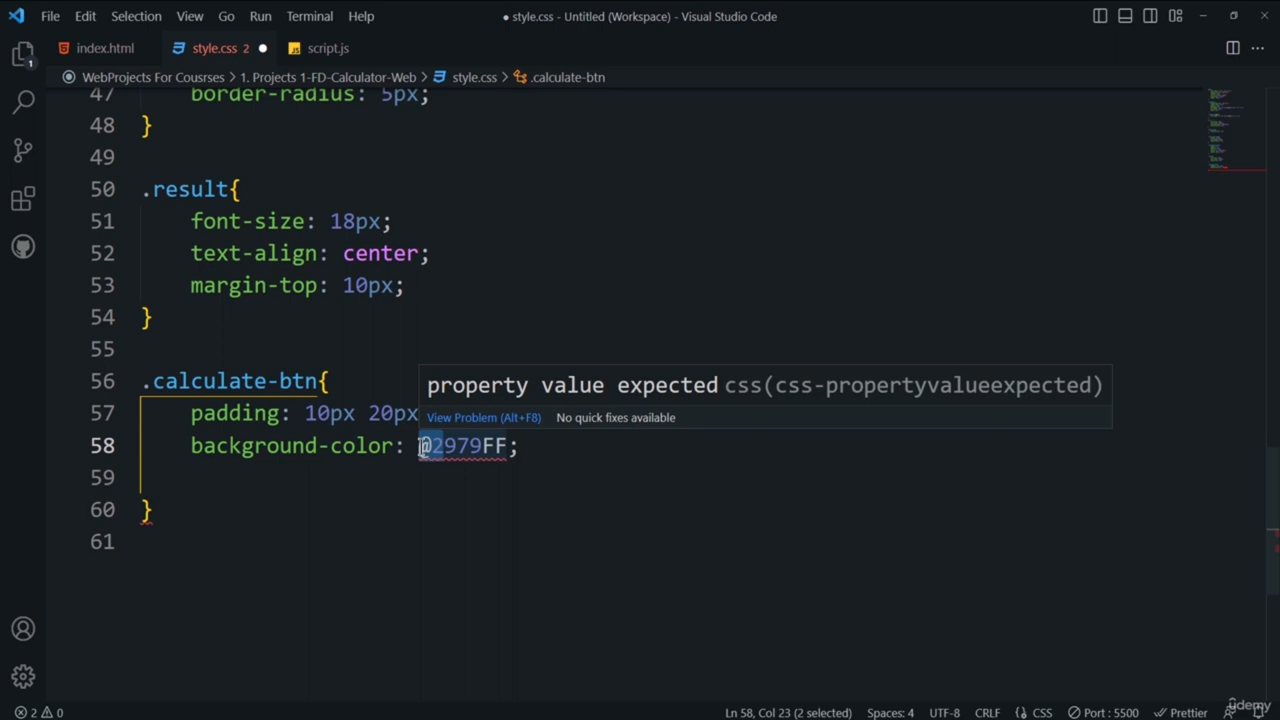 File Edit Selection View Go Run Terminal Help
● style.css - Untitled (Workspace) - Visual Studio Code
index.html style.css 2 script.js
WebProjects For Cousrses > 1. Projects 1-FD-Calculator-Web > style.css > .calculate-btn
47 border-radius: 5px;
48 }
49
50 .result{
51 font-size: 18px;
52 text-align: center;
53 margin-top: 10px;
54 }
55
56 .calculate-btn{
property value expected css(css-propertyvalueexpected)
57 padding: 10px 20px
View Problem (Alt+F8) No quick fixes available
58 background-color: @2979FF;
59
60 }
61
1
2 0
Ln 58, Col 23 (2 selected) Spaces: 4 UTF-8 CRLF {} CSS Port : 5500 Prettier
ûdemy